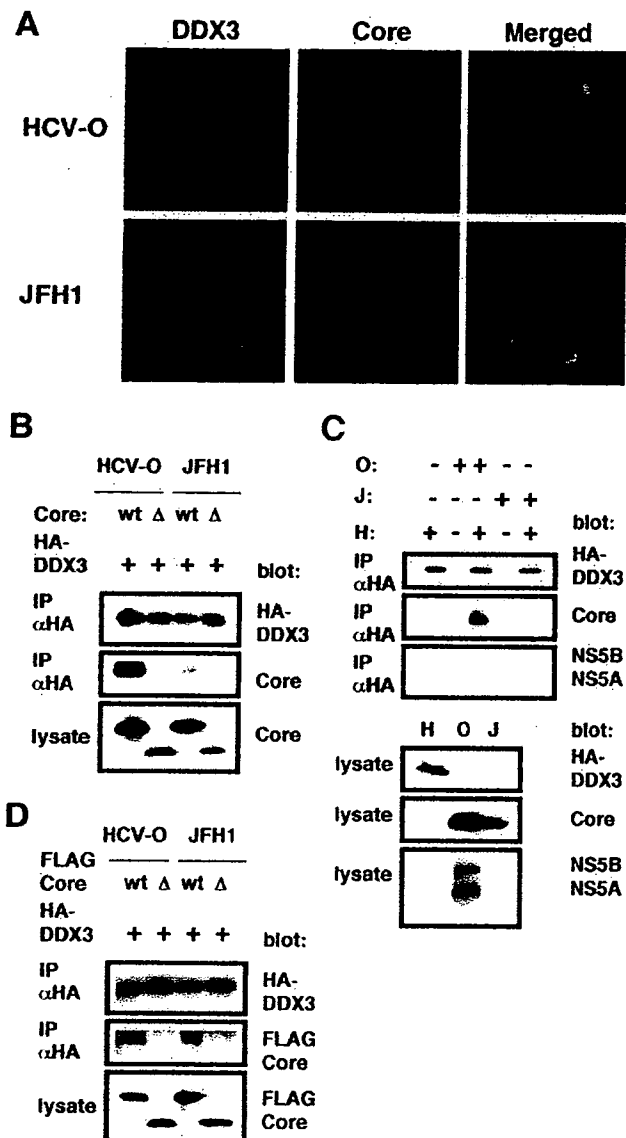 A
DDX3 Core Merged
HCV-O
JFH1
B
HCV-O JFH1
Core: wt Δ wt Δ
HA-
DDX3 + + + + blot:
IP
αHA
HA-
DDX3
IP
αHA
Core
lysate Core
C
O: - + + - -
J: - - - + +
H: + - + - + blot:
IP
αHA
HA-
DDX3
IP
αHA
Core
IP
αHA
NS5B
NS5A
H O J blot:
lysate HA-
DDX3
lysate Core
lysate NS5B
NS5A
D
HCV-O JFH1
FLAG
Core wt Δ wt Δ
HA-
DDX3 + + + + blot:
IP
αHA
HA-
DDX3
IP
αHA
FLAG
Core
lysate FLAG
Core